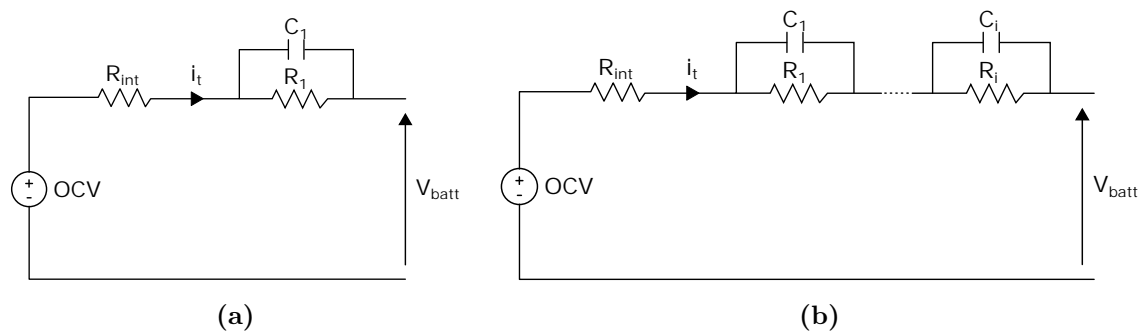 C1
Rint
it
R1
+
-
OCV
Vbatt
(a)
C1
Ci
Rint
it
R1
Ri
+
-
OCV
Vbatt
(b)